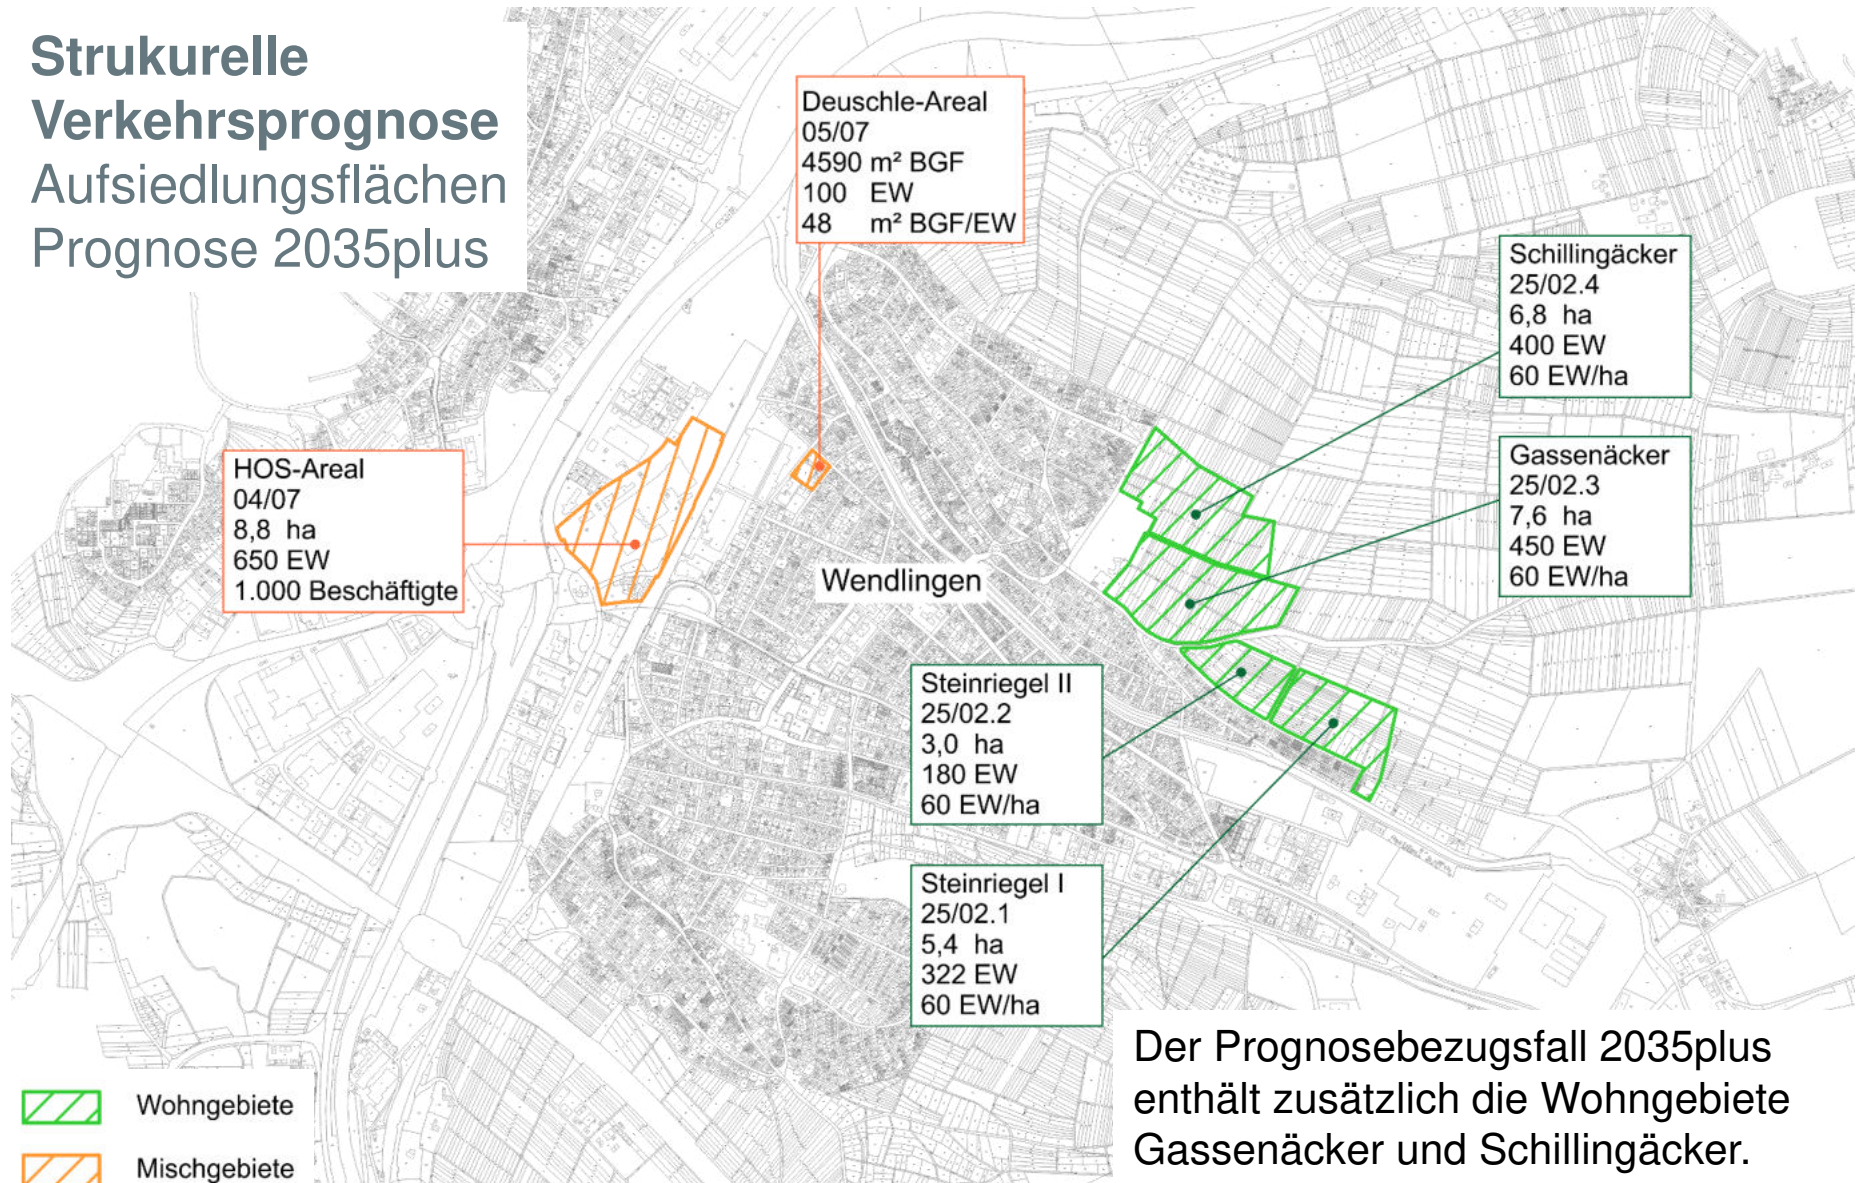 Strukurelle
Verkehrsprognose
Aufsiedlungsflächen
Prognose 2035plus
Deuschle-Areal
05/07
4590 m² BGF
100 EW
48 m² BGF/EW
Schillingäcker
25/02.4
6,8 ha
400 EW
60 EW/ha
HOS-Areal
04/07
8,8 ha
650 EW
1.000 Beschäftigte
Gassenäcker
25/02.3
7,6 ha
450 EW
60 EW/ha
Wendlingen
Steinriegel II
25/02.2
3,0 ha
180 EW
60 EW/ha
Steinriegel I
25/02.1
5,4 ha
322 EW
60 EW/ha
Der Prognosebezugsfall 2035plus
enthält zusätzlich die Wohngebiete
Gassenäcker und Schillingäcker.
Wohngebiete
Mischgebiete